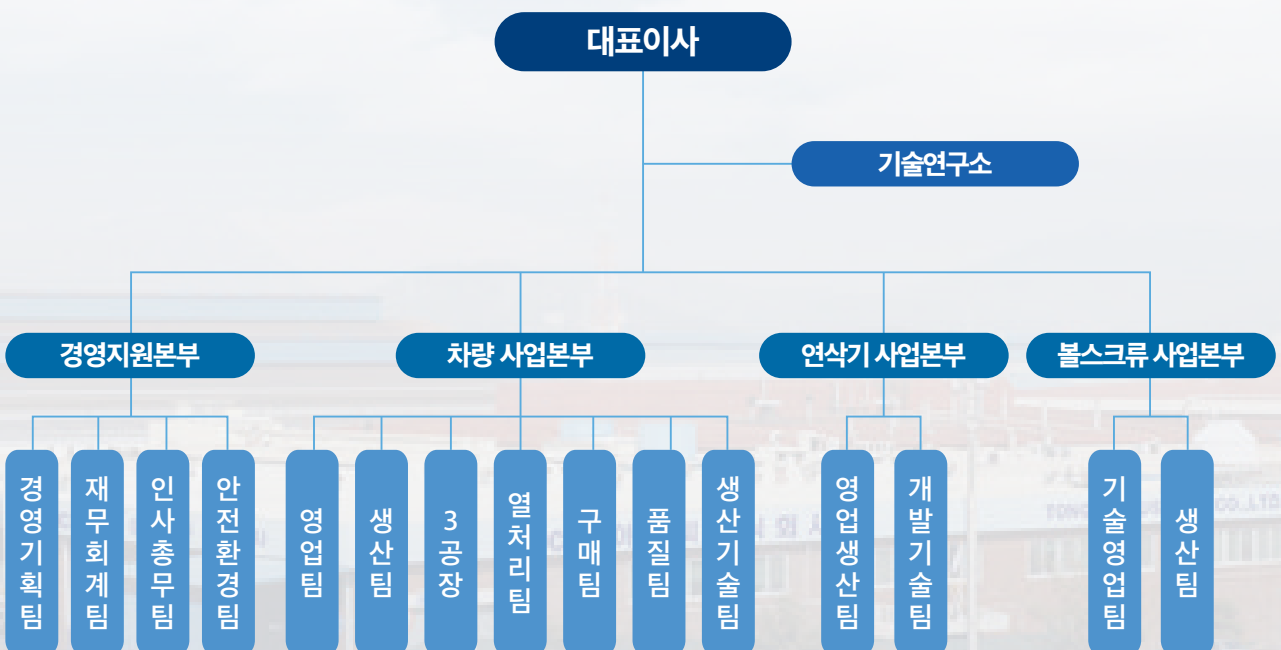 대표이사
기술연구소
경영지원본부
차량 사업본부
연삭기 사업본부
볼스크류 사업본부
경영기획팀
재무회계팀
인사총무팀
안전환경팀
영업팀
생산팀
3공장
열처리팀
구매팀
품질팀
생산기술팀
영업생산팀
개발기술팀
기술영업팀
생산팀